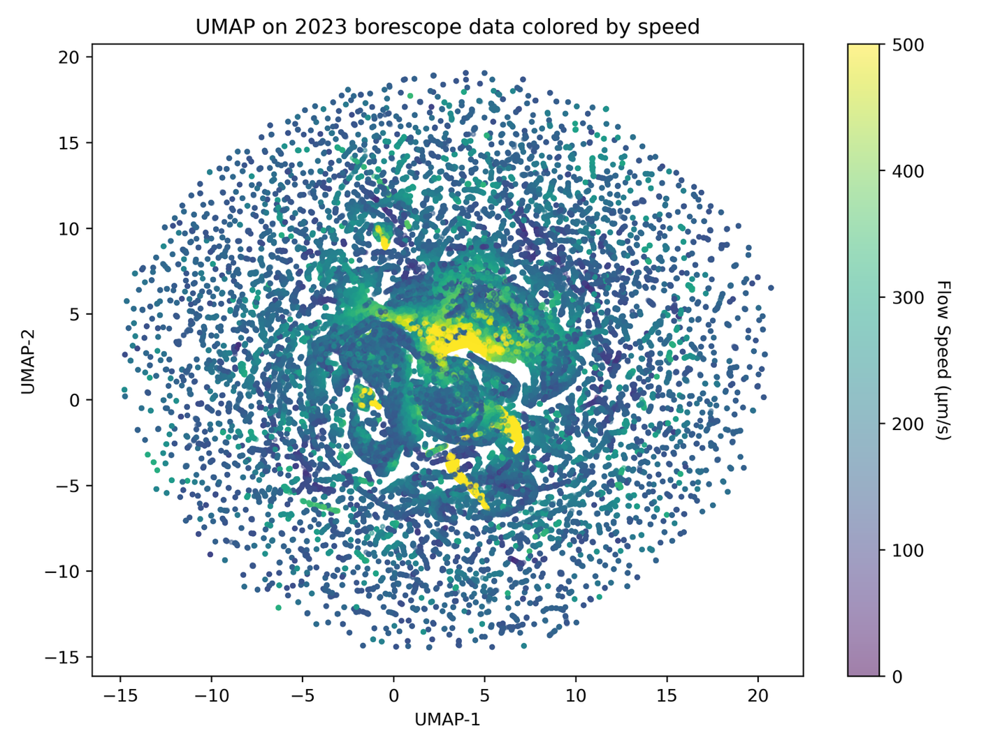 UMAP on 2023 borescope data colored by speed
20
15
10
5
0
−5
−10
−15
UMAP-2
−15 −10 −5 0 5 10 15 20
UMAP-1
500
400
300
200
100
0
Flow Speed (μm/s)